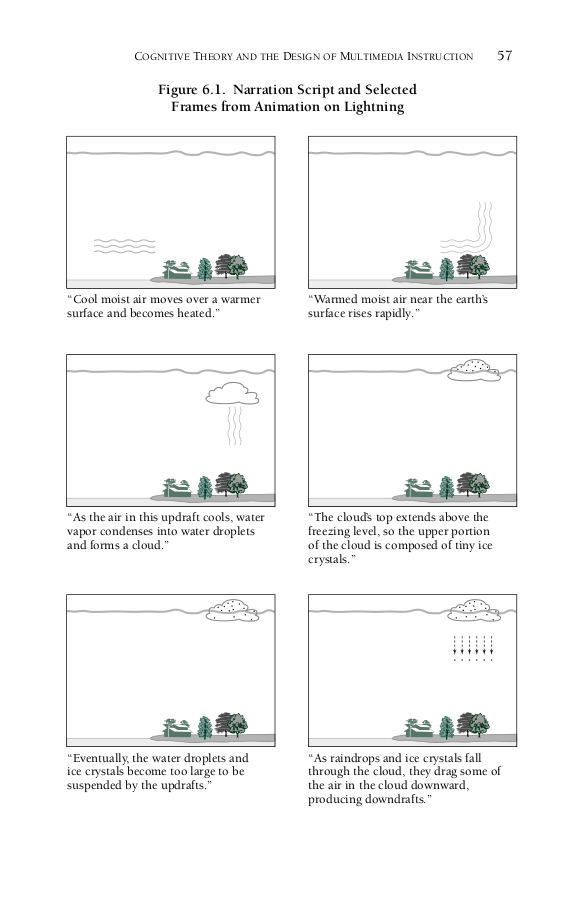 COGNITIVE THEORY AND THE DESIGN OF MULTIMEDIA INSTRUCTION 57
Figure 6.1. Narration Script and Selected
Frames from Animation on Lightning
“Cool moist air moves over a warmer
surface and becomes heated.”
“Warmed moist air near the earth’s
surface rises rapidly.”
“As the air in this updraft cools, water
vapor condenses into water droplets
and forms a cloud.”
“The cloud’s top extends above the
freezing level, so the upper portion
of the cloud is composed of tiny ice
crystals.”
“Eventually, the water droplets and
ice crystals become too large to be
suspended by the updrafts.”
“As raindrops and ice crystals fall
through the cloud, they drag some of
the air in the cloud downward,
producing downdrafts.”